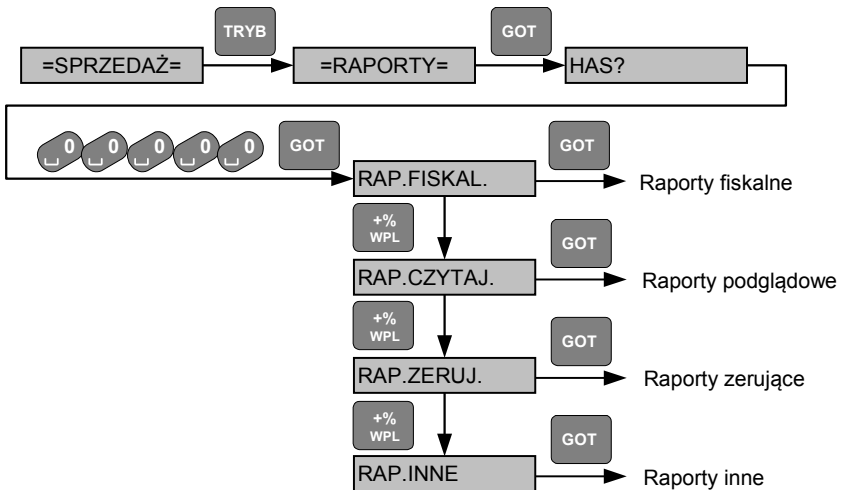 TRYB
GOT
=SPRZEDAŻ=
=RAPORTY=
HAS?
0 0 0 0 0
GOT
GOT
RAP.FISKAL.
Raporty fiskalne
+%
WPL
GOT
RAP.CZYTAJ.
Raporty podglądowe
+%
WPL
GOT
RAP.ZERUJ.
Raporty zerujące
+%
WPL
GOT
RAP.INNE
Raporty inne